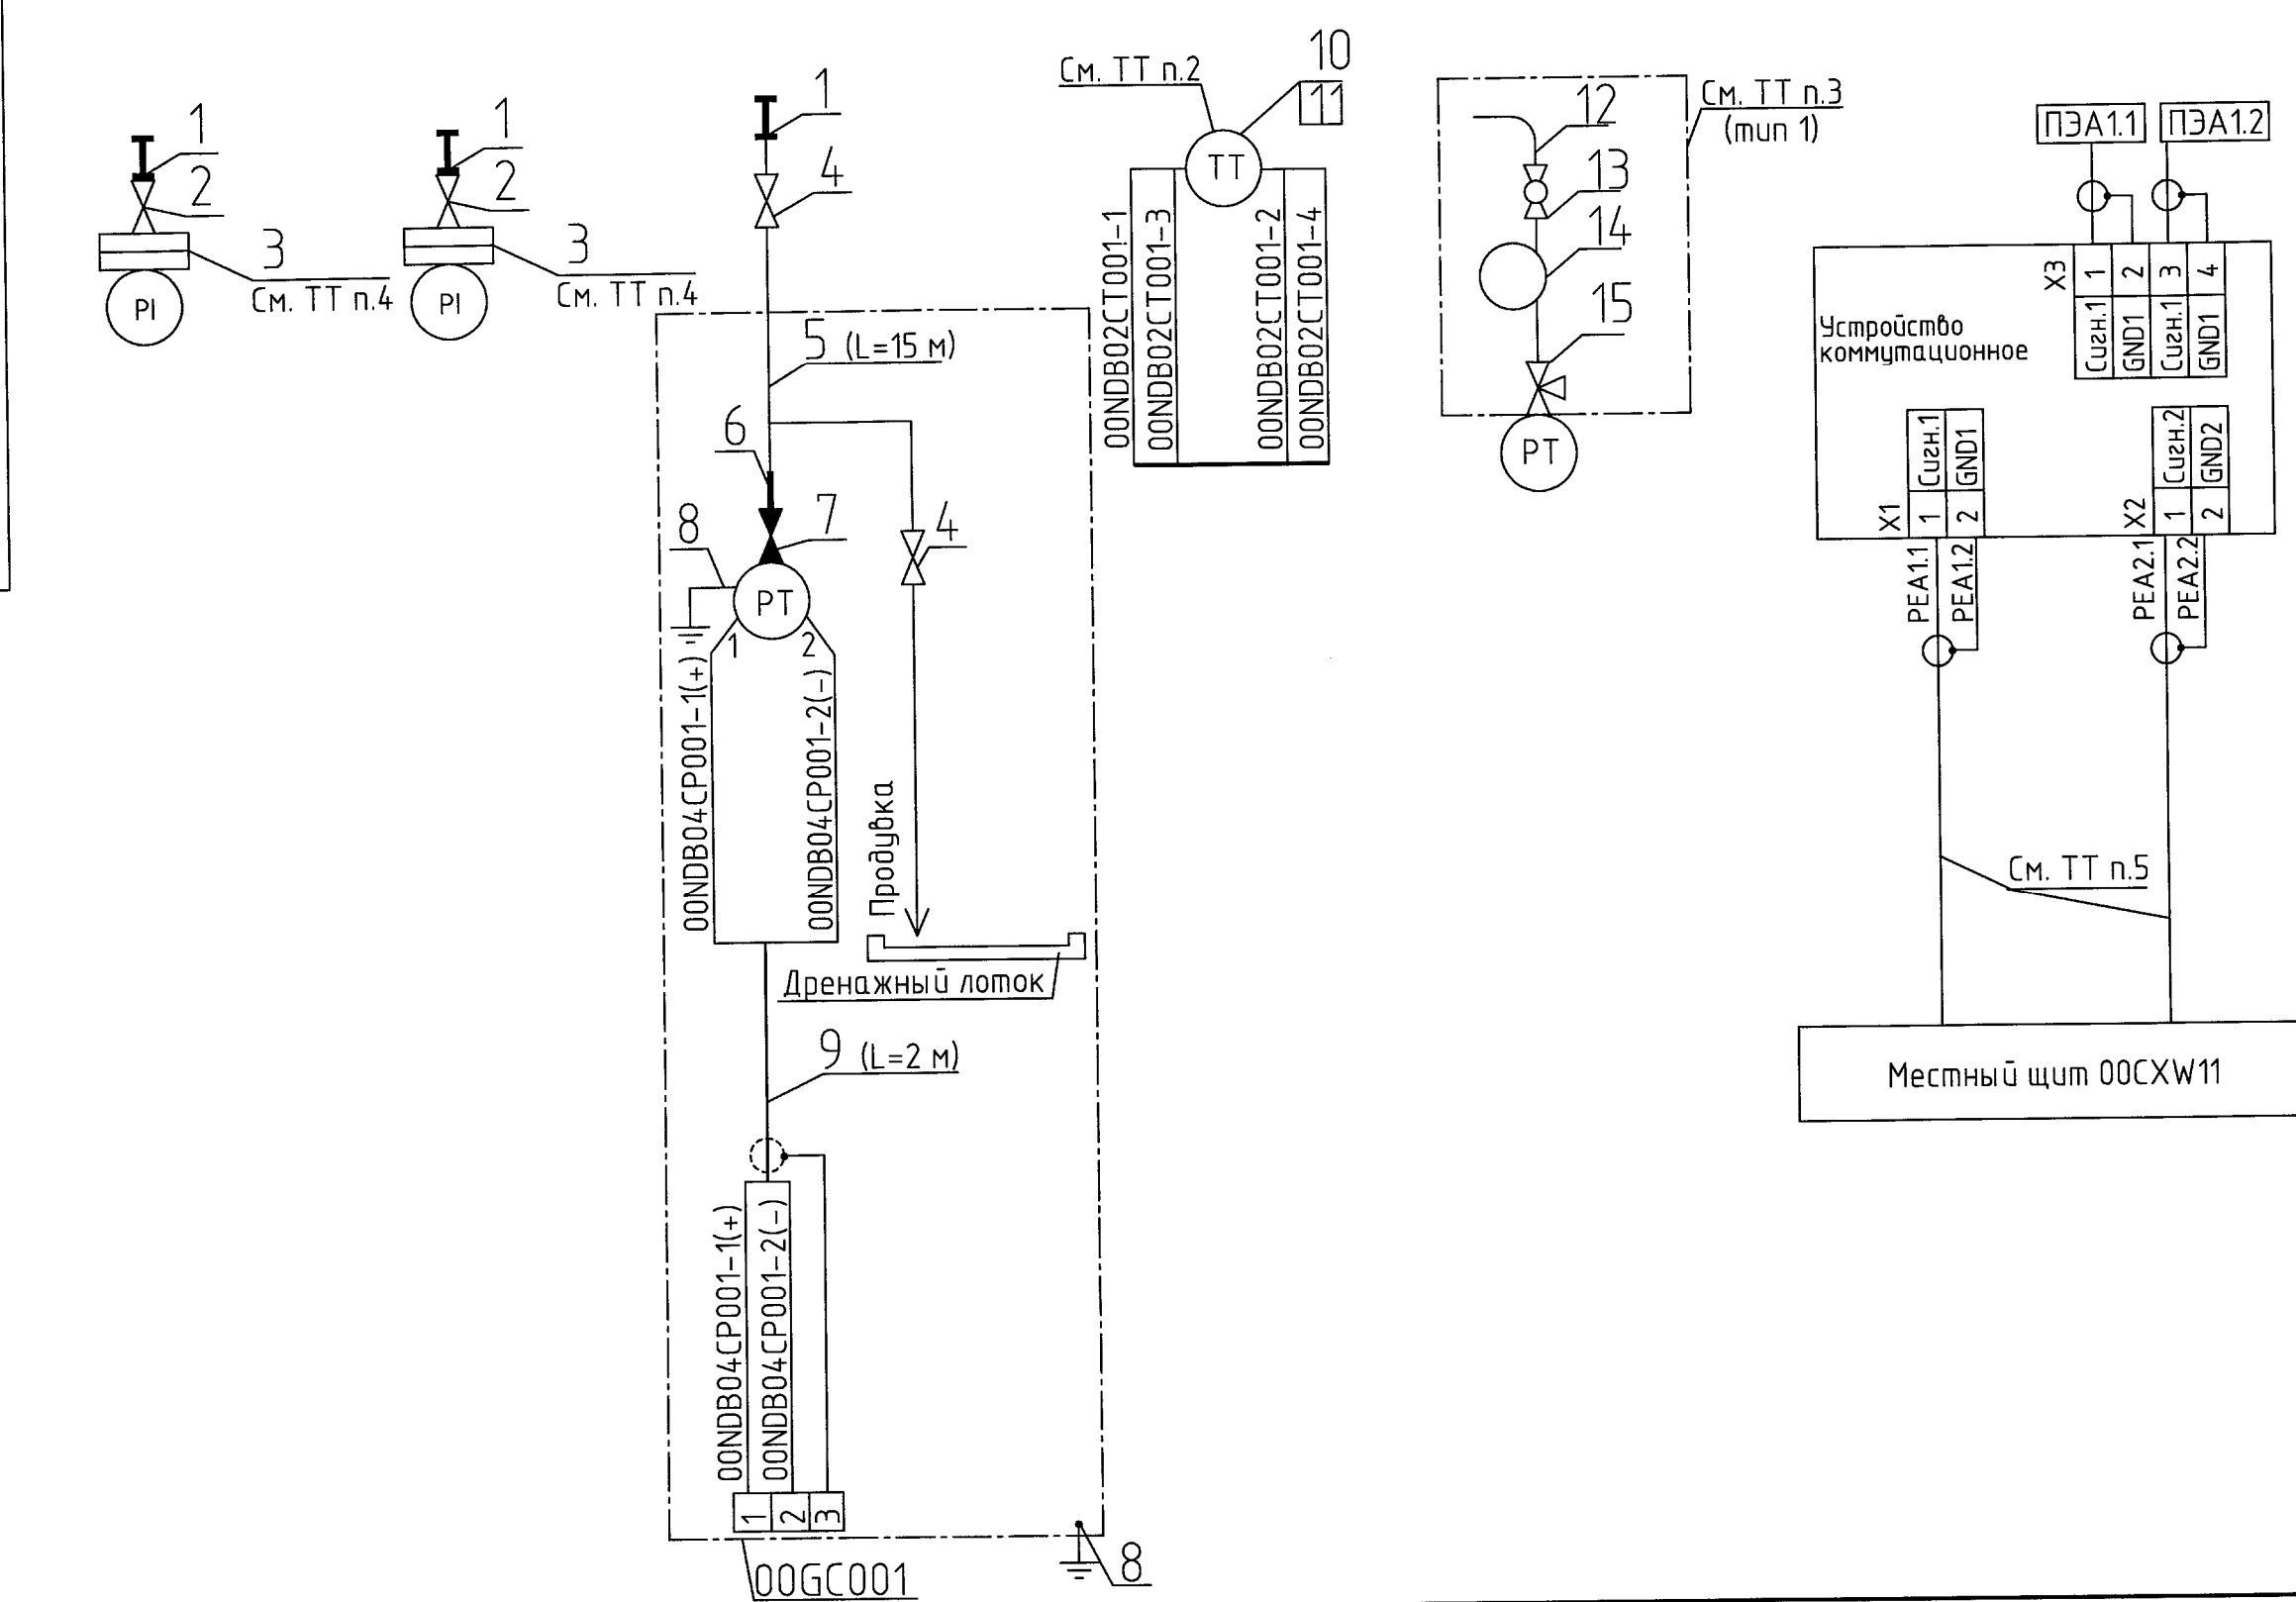 1
2
3
См. ТТ п.4
PI
1
2
3
См. ТТ п.4
PI
1
4
5 (L=15 м)
6
7
8
4
PT
1
2
00NDB04CP001-1(+)
00NDB04CP001-2(-)
Продувка
Дренажный лоток
9 (L=2 м)
00NDB04CP001-1(+)
00NDB04CP001-2(-)
1
2
3
00GC001
8
См. ТТ п.2
10
11
TT
00NDB02CT001-1
00NDB02CT001-3
00NDB02CT001-2
00NDB02CT001-4
12
13
14
15
См. ТТ п.3
(тип 1)
PT
ПЭА1.1
ПЭА1.2
X3
1
2
3
4
Сигн.1
GND1
Сигн.1
GND1
Устройство
коммутационное
Сигн.1
GND1
X1
1
2
Сигн.2
GND2
X2
1
2
PEA1.1
PEA1.2
PEA2.1
PEA2.2
См. ТТ п.5
Местный щит 00CXW11